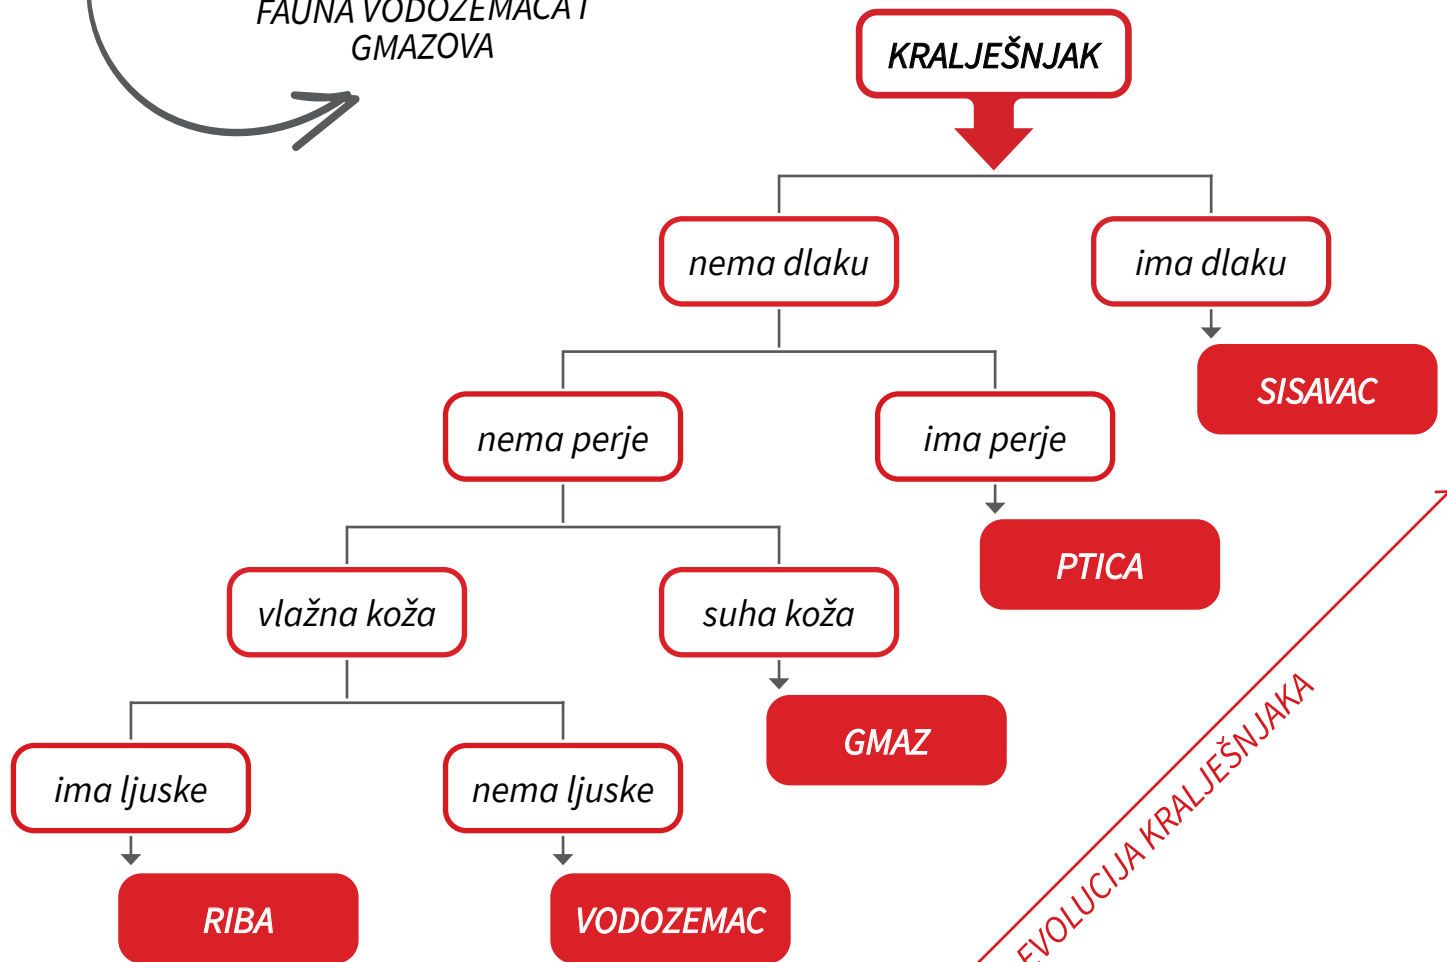 FAUNA VODOZEMACA I
GMAZOVA
KRALJEŠNJAK
nema dlaku
ima dlaku
SISAVAC
nema perje
ima perje
PTICA
vlažna koža
suha koža
GMAZ
ima ljuske
nema ljuske
RIBA
VODOZEMAC
EVOLUCIJA KRALJEŠNJAKA